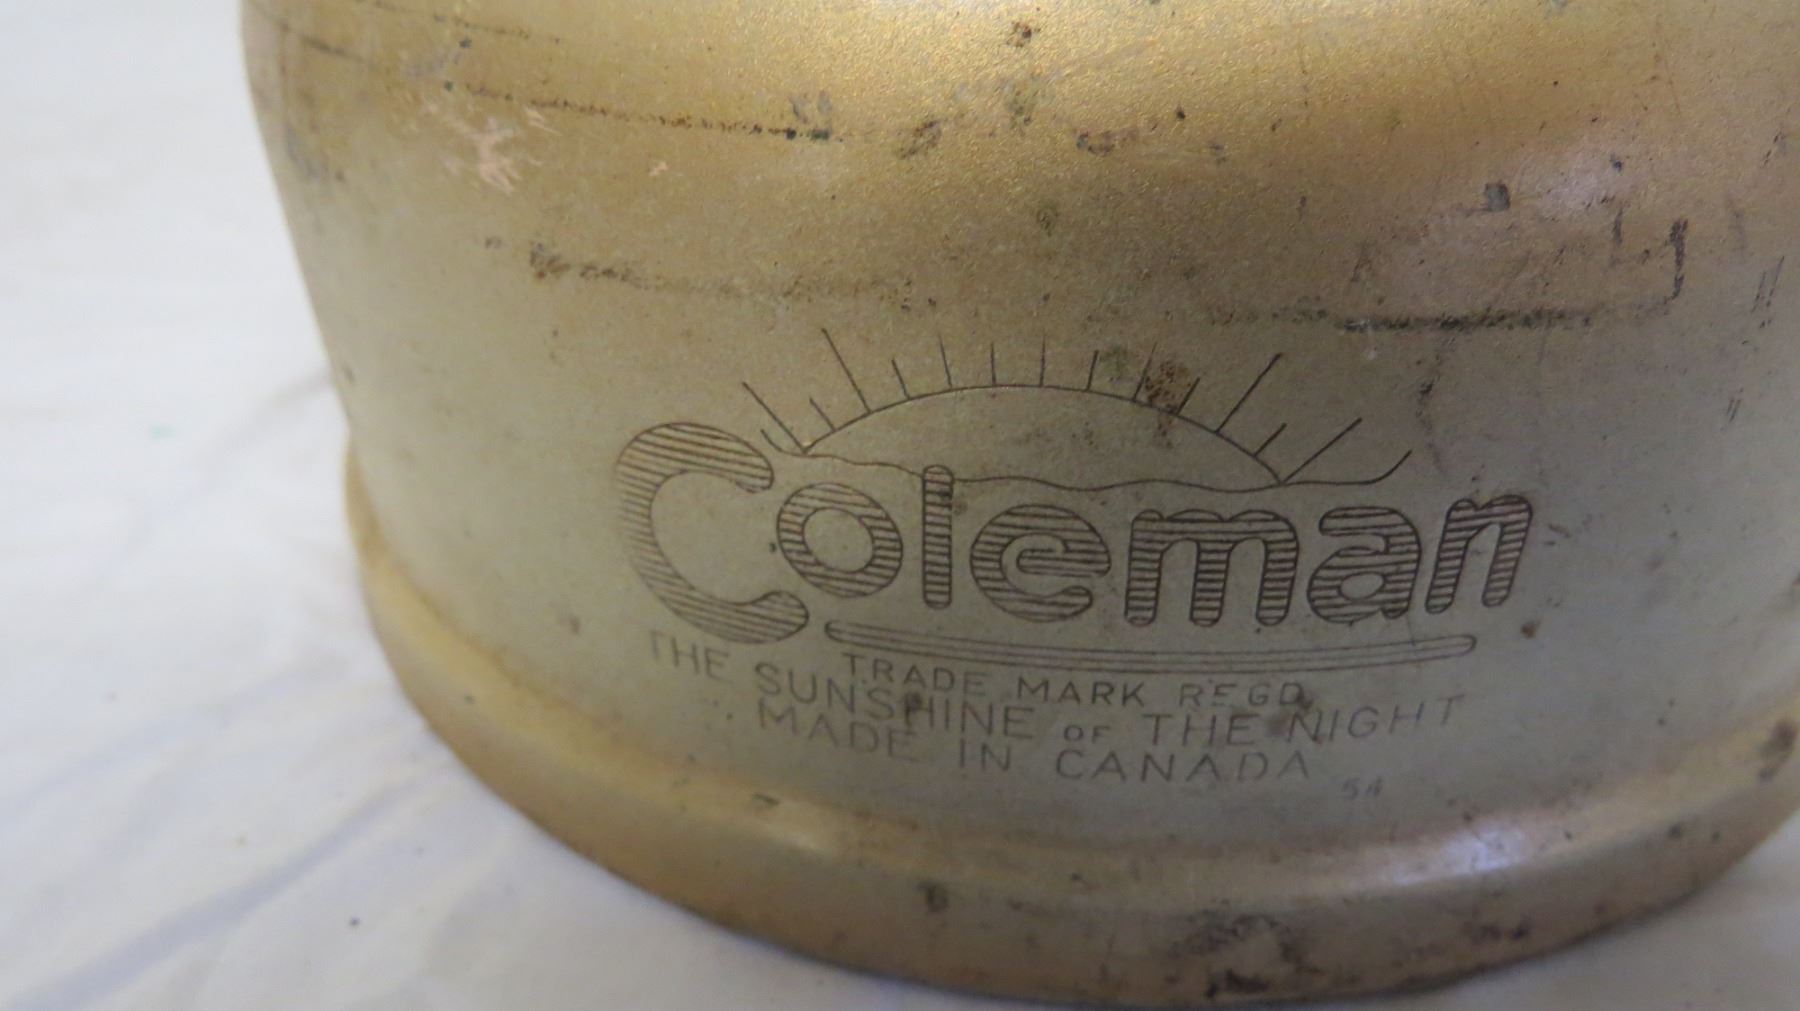 Coleman
TRADE MARK REGD
THE SUNSHINE OF THE NIGHT
MADE IN CANADA
54